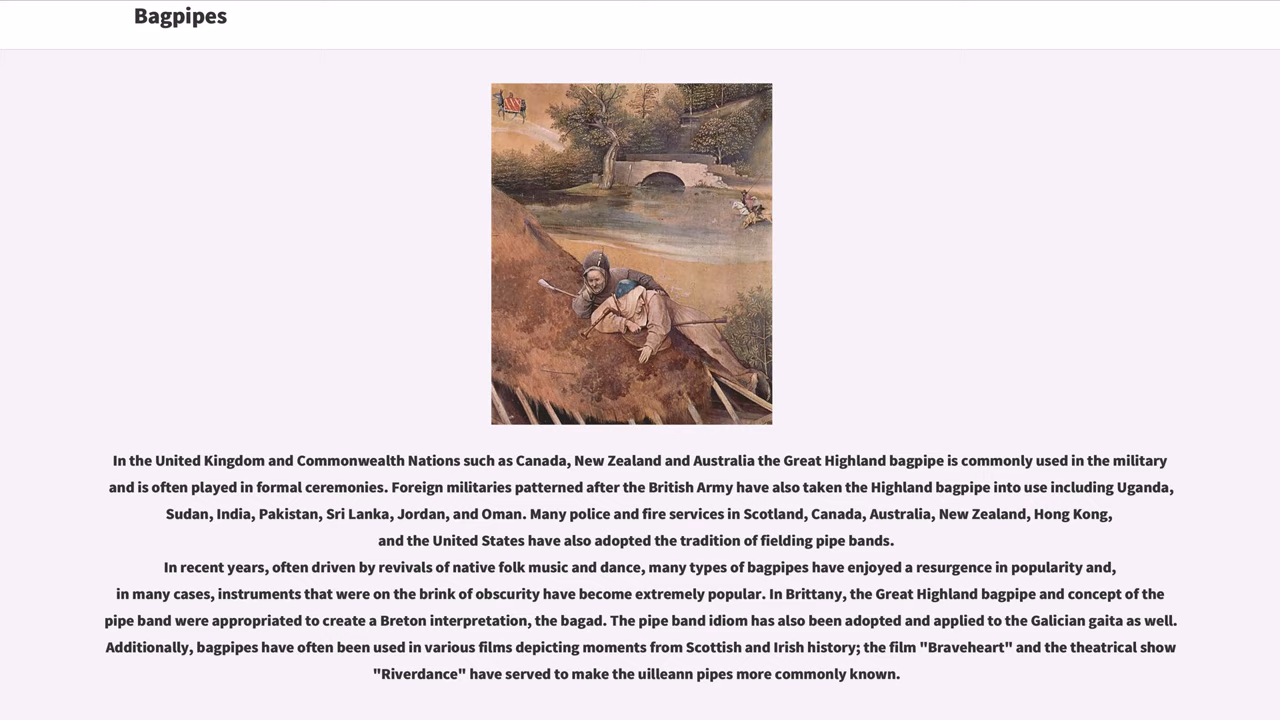 Bagpipes
In the United Kingdom and Commonwealth Nations such as Canada, New Zealand and Australia the Great Highland bagpipe is commonly used in the military
and is often played in formal ceremonies. Foreign militaries patterned after the British Army have also taken the Highland bagpipe into use including Uganda,
Sudan, India, Pakistan, Sri Lanka, Jordan, and Oman. Many police and fire services in Scotland, Canada, Australia, New Zealand, Hong Kong,
and the United States have also adopted the tradition of fielding pipe bands.
In recent years, often driven by revivals of native folk music and dance, many types of bagpipes have enjoyed a resurgence in popularity and,
in many cases, instruments that were on the brink of obscurity have become extremely popular. In Brittany, the Great Highland bagpipe and concept of the
pipe band were appropriated to create a Breton interpretation, the bagad. The pipe band idiom has also been adopted and applied to the Galician gaita as well.
Additionally, bagpipes have often been used in various films depicting moments from Scottish and Irish history; the film "Braveheart" and the theatrical show
"Riverdance" have served to make the uilleann pipes more commonly known.